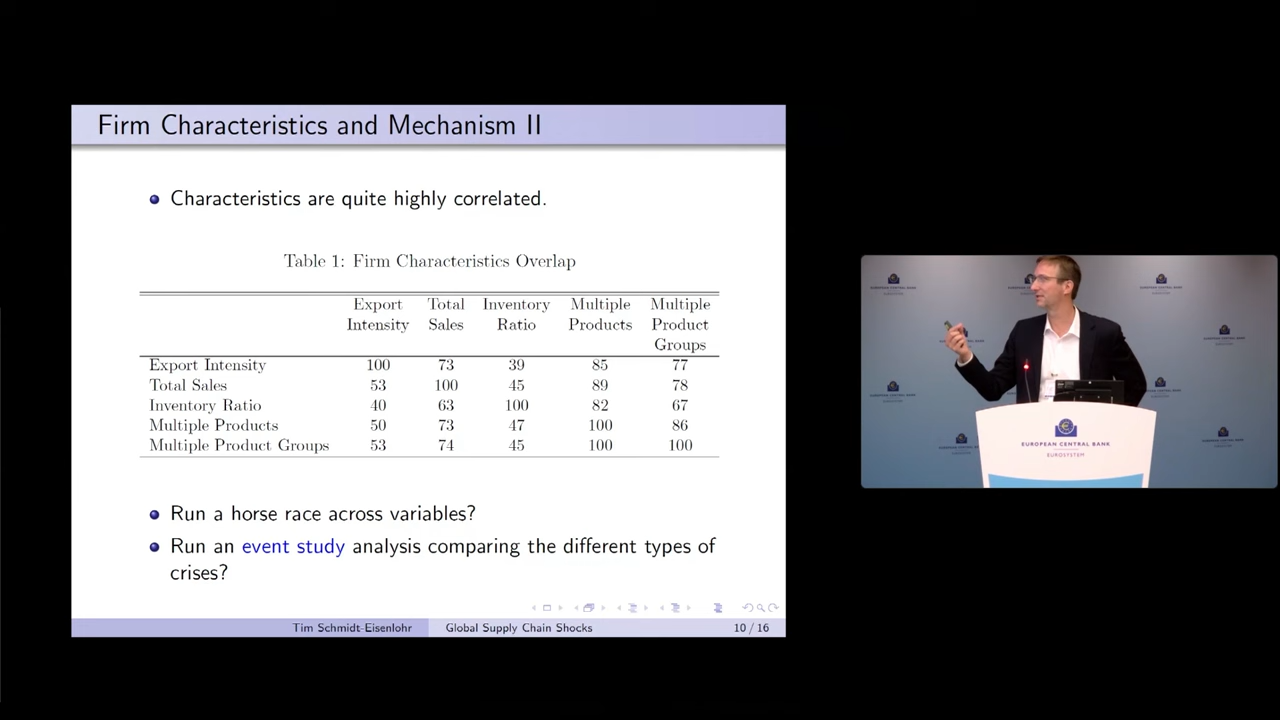 Firm Characteristics and Mechanism II
Characteristics are quite highly correlated.
Table 1: Firm Characteristics Overlap
Export Intensity Total Sales Inventory Ratio Multiple Products Multiple Product Groups
Export Intensity 100 73 39 85 77
Total Sales 53 100 45 89 78
Inventory Ratio 40 63 100 82 67
Multiple Products 50 73 47 100 86
Multiple Product Groups 53 74 45 100 100
Run a horse race across variables?
Run an event study analysis comparing the different types of
crises?
Tim Schmidt-Eisenlohr Global Supply Chain Shocks 10 / 16
EUROPEAN CENTRAL BANK
EUROSYSTEM